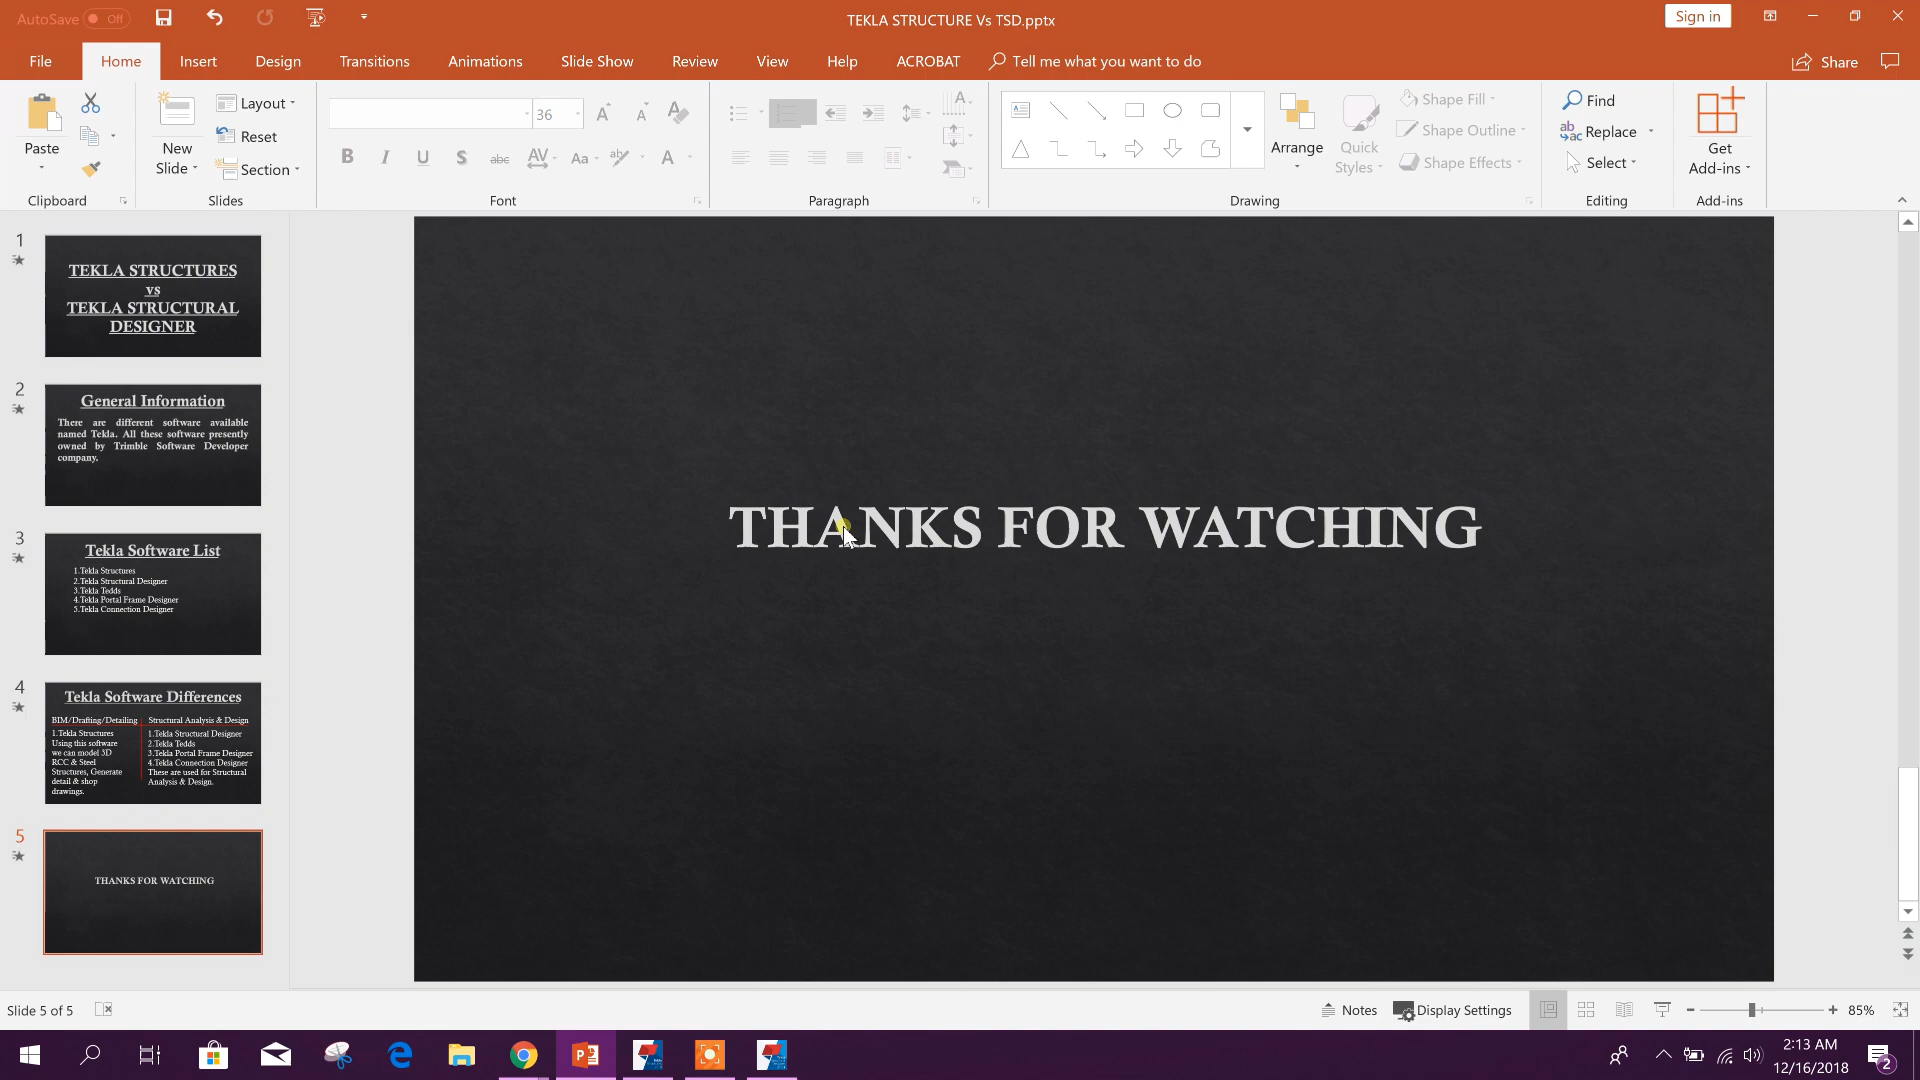 AutoSave Off
TEKLA STRUCTURE Vs TSD.pptx
Sign in
File Home Insert Design Transitions Animations Slide Show Review View Help ACROBAT Tell me what you want to do Share
Paste
New
Slide
Layout
Reset
Section
36
B I U S abc AV Aa A
Arrange
Quick
Styles
Shape Fill
Shape Outline
Shape Effects
Find
Replace
Select
Get
Add-ins
Clipboard Slides Font Paragraph Drawing Editing Add-ins
1
TEKLA STRUCTURES
vs
TEKLA STRUCTURAL
DESIGNER
2
General Information
There are different software available
named Tekla. All these software presently
owned by Trimble Software Developer
company.
3
Tekla Software List
1.Tekla Structures
2.Tekla Structural Designer
3.Tekla Tedds
4.Tekla Portal Frame Designer
5.Tekla Connection Designer
4
Tekla Software Differences
BIM/Drafting/Detailing
1.Tekla Structures
Using this software
we can model 3D
RCC & Steel
Structures, Generate
detail & shop
drawings.
Structural Analysis & Design
1.Tekla Structural Designer
2.Tekla Tedds
3.Tekla Portal Frame Designer
4.Tekla Connection Designer
These are used for Structural
Analysis & Design.
5
THANKS FOR WATCHING
THANKS FOR WATCHING
Slide 5 of 5
Notes
Display Settings
85%
2:13 AM
12/16/2018
2